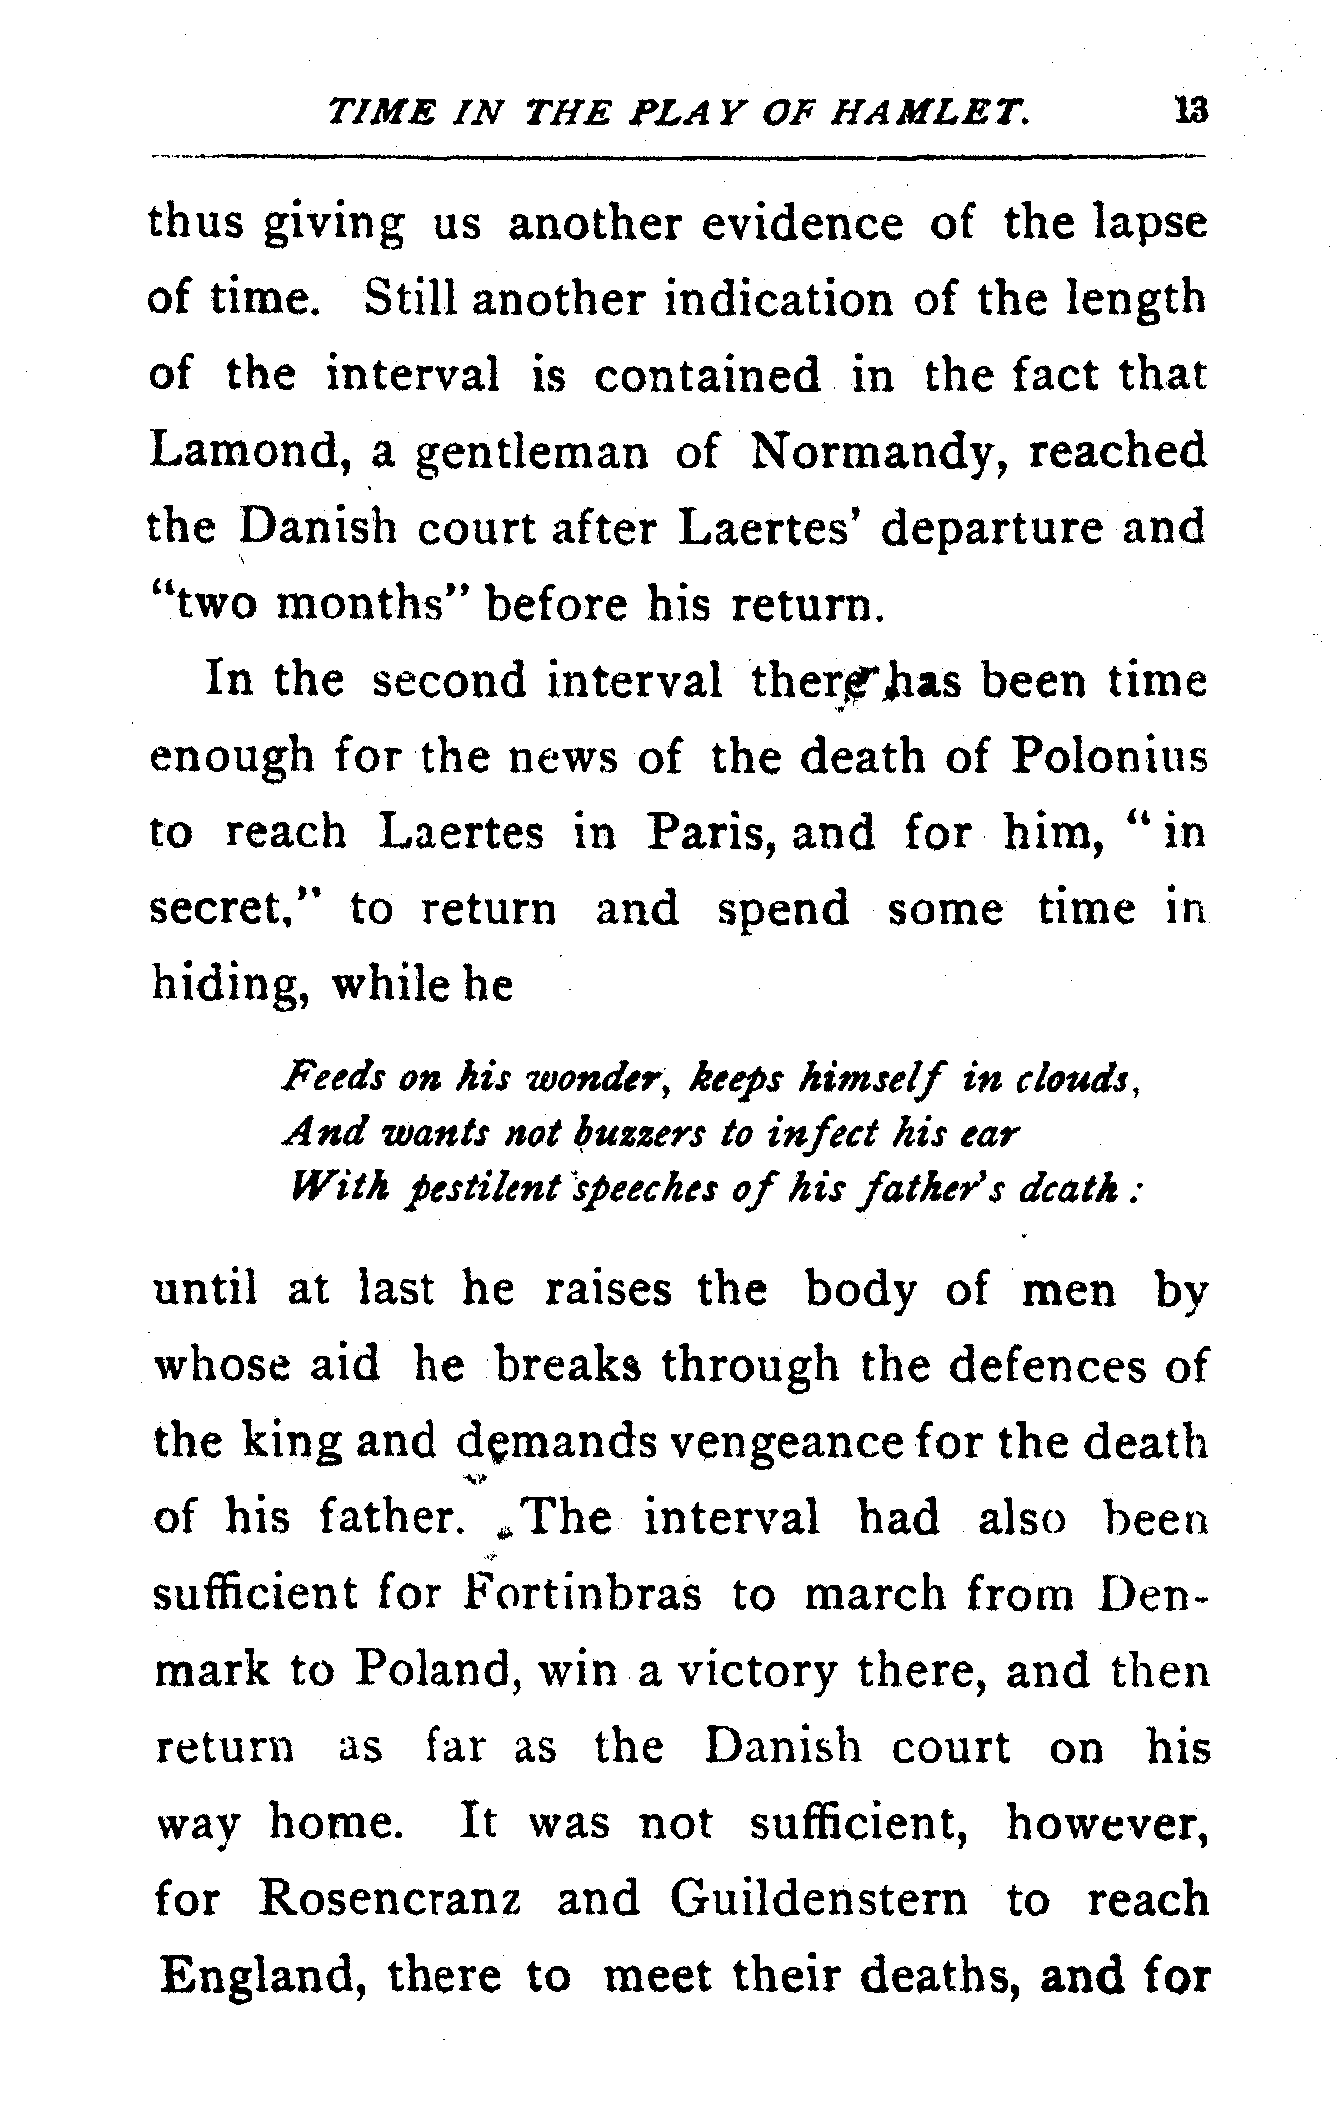 TIME IN THE PLAY OF HAMLET. 13
thus giving us another evidence of the lapse
of time. Still another indication of the length
of the interval is contained in the fact that
Lamond, a gentleman of Normandy, reached
the Danish court after Laertes' departure and
"two months" before his return.
In the second interval there has been time
enough for the news of the death of Polonius
to reach Laertes in Paris, and for him, "in
secret," to return and spend some time in
hiding, while he
Feeds on his wonder, keeps himself in clouds,
And wants not buzzers to infect his ear
With pestilent speeches of his father's death :
until at last he raises the body of men by
whose aid he breaks through the defences of
the king and demands vengeance for the death
of his father. The interval had also been
sufficient for Fortinbras to march from Den-
mark to Poland, win a victory there, and then
return as far as the Danish court on his
way home. It was not sufficient, however,
for Rosencranz and Guildenstern to reach
England, there to meet their deaths, and for